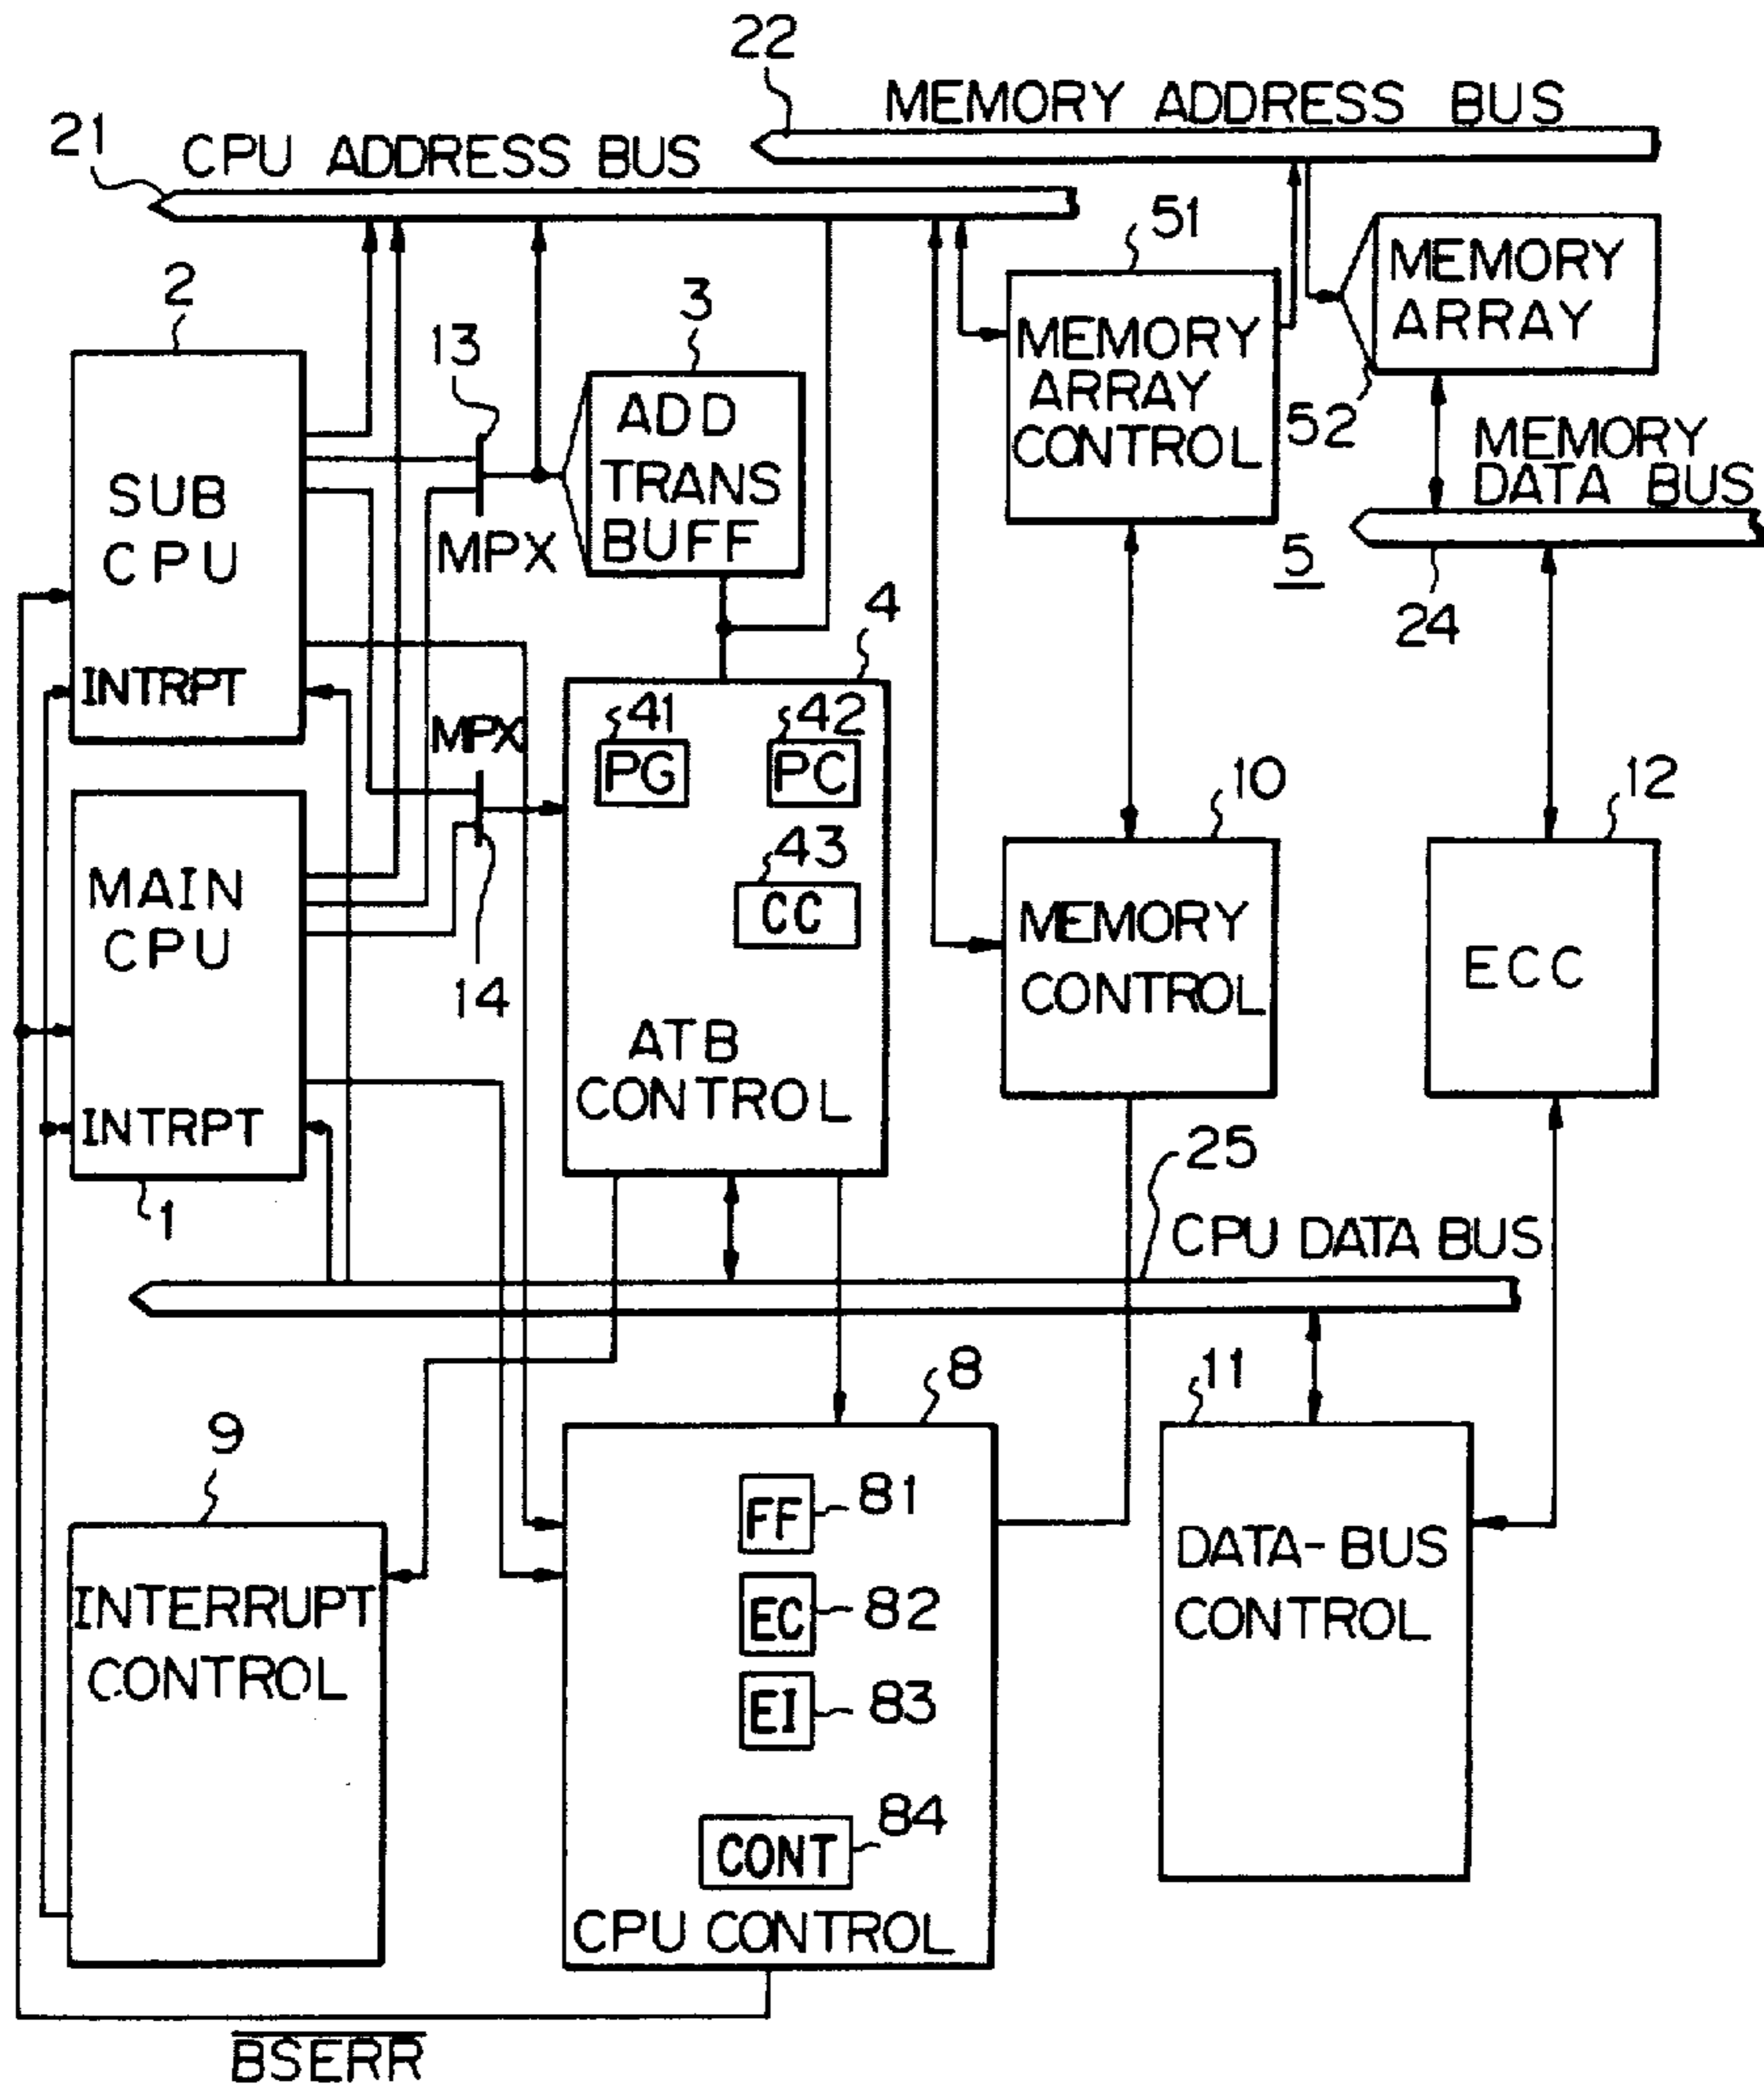 22
MEMORY ADDRESS BUS
21
CPU ADDRESS BUS
51
2
13
3
MEMORY
ARRAY
52
MEMORY
ARRAY
CONTROL
ADD
TRANS
BUFF
MPX
SUB
CPU
INTRPT
MEMORY
DATA BUS
24
5
4
41
PG
42
PC
43
CC
MPX
14
ATB
CONTROL
10
MEMORY
CONTROL
12
ECC
MAIN
CPU
INTRPT
1
25
CPU DATA BUS
9
INTERRUPT
CONTROL
8
FF
81
EC
82
EI
83
84
CONT
CPU CONTROL
11
DATA-BUS
CONTROL
BSERR